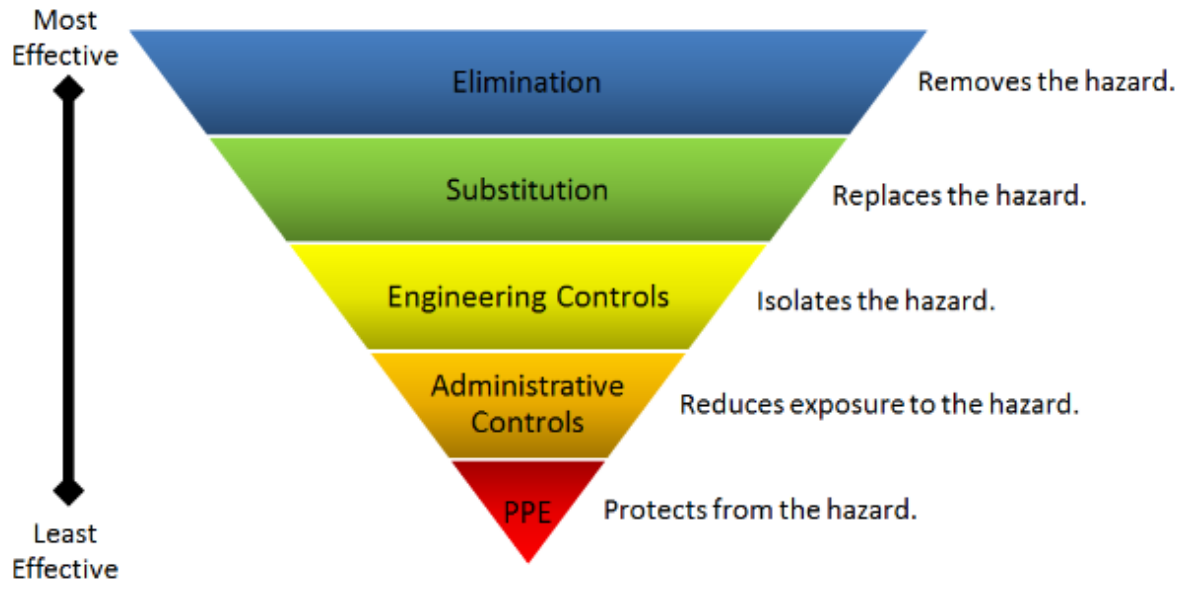 Most
Effective
Elimination
Removes the hazard.
Substitution
Replaces the hazard.
Engineering Controls
Isolates the hazard.
Administrative
Controls
Reduces exposure to the hazard.
PPE
Protects from the hazard.
Least
Effective